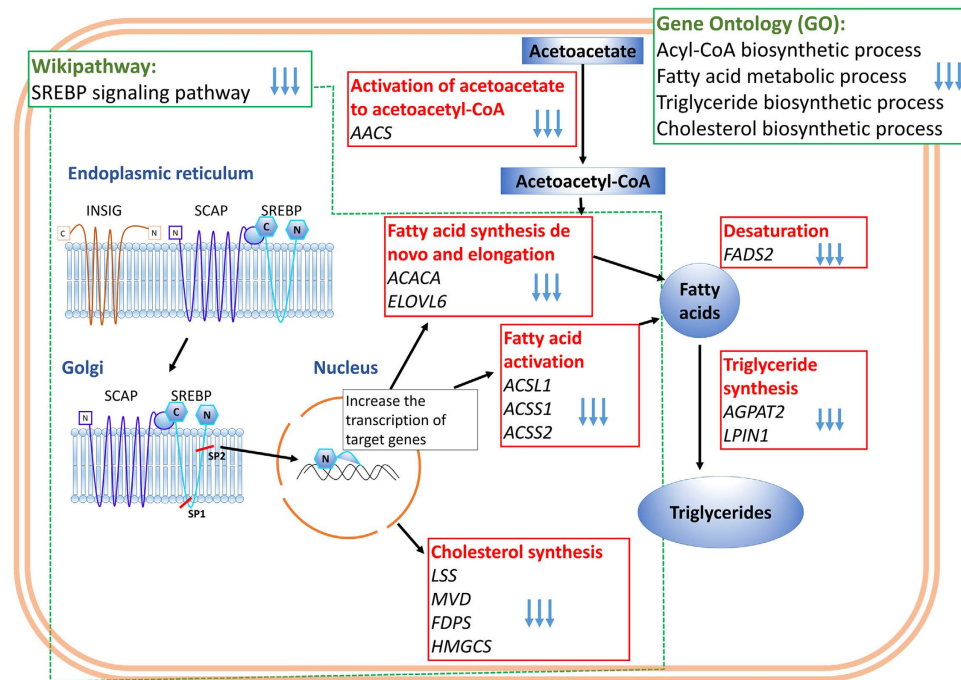 Wikipathway:
SREBP signaling pathway
Acetoacetate
Gene Ontology (GO):
Acyl-CoA biosynthetic process
Fatty acid metabolic process
Triglyceride biosynthetic process
Cholesterol biosynthetic process
Activation of acetoacetate
to acetoacetyl-CoA
AACS
Acetoacetyl-CoA
Endoplasmic reticulum
INSIG
SCAP
SREBP
C
N
N
C
N
Fatty acid synthesis de
novo and elongation
ACACA
ELOVL6
Desaturation
FADS2
Fatty
acids
Fatty acid
activation
ACSL1
ACSS1
ACSS2
Triglyceride
synthesis
AGPAT2
LPIN1
Triglycerides
Golgi
SCAP
SREBP
N
C
N
SP2
SP1
Nucleus
Increase the
transcription of
target genes
N
Cholesterol synthesis
LSS
MVD
FDPS
HMGCS